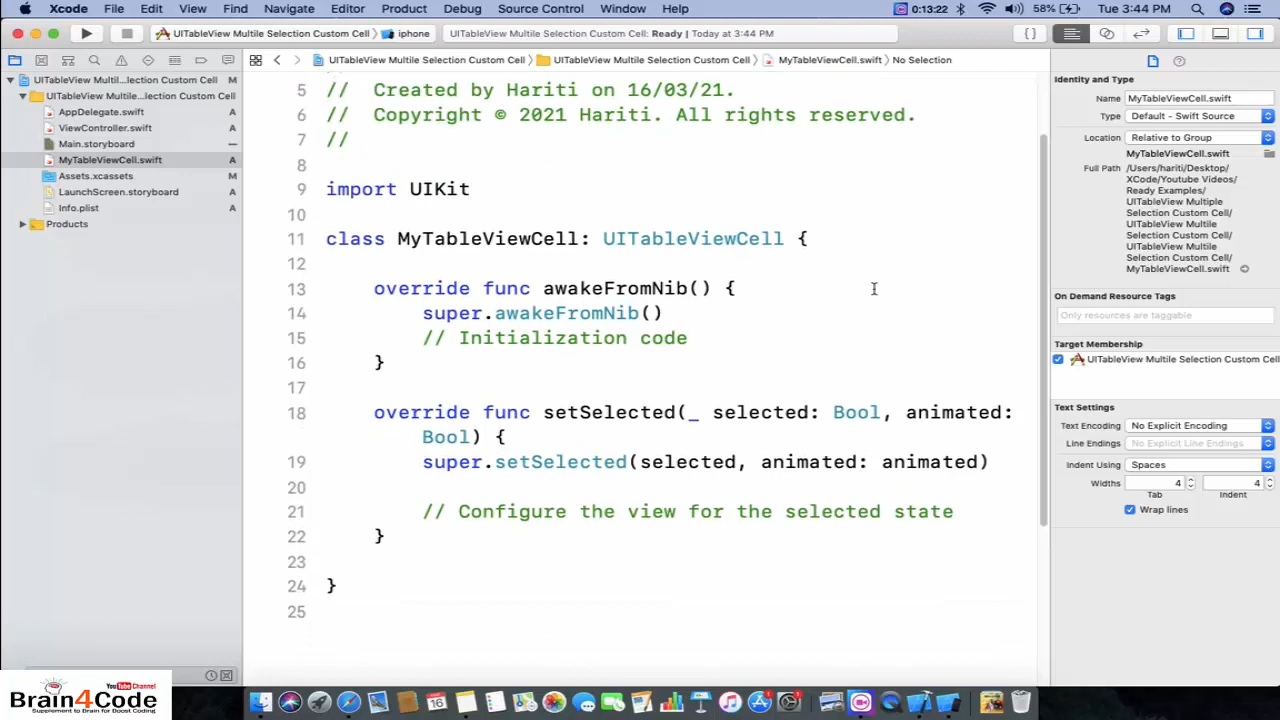 Xcode File Edit View Find Navigate Editor Product Debug Source Control Window Help 0:13:22 58% Tue 3:44 PM
UITableView Multile Selection Custom Cell iphone UITableView Multile Selection Custom Cell: Ready | Today at 3:44 PM {}
UITableView Multile Selection Custom Cell UITableView Multile Selection Custom Cell MyTableViewCell.swift No Selection
UITableView Multil...lection Custom Cell M
UITableView Multile...lection Custom Cell
AppDelegate.swift A
ViewController.swift A
Main.storyboard
MyTableViewCell.swift A
Assets.xcassets M
LaunchScreen.storyboard A
Info.plist A
Products
5 // Created by Hariti on 16/03/21.
6 // Copyright © 2021 Hariti. All rights reserved.
7 //
8
9 import UIKit
10
11 class MyTableViewCell: UITableViewCell {
12
13 override func awakeFromNib() {
14 super.awakeFromNib()
15 // Initialization code
16 }
17
18 override func setSelected(_ selected: Bool, animated:
Bool) {
19 super.setSelected(selected, animated: animated)
20
21 // Configure the view for the selected state
22 }
23
24 }
25
Identity and Type
Name MyTableViewCell.swift
Type Default - Swift Source
Location Relative to Group
MyTableViewCell.swift
Full Path /Users/hariti/Desktop/
XCode/Youtube Videos/
Ready Examples/
UITableView Multiple
Selection Custom Cell/
UITableView Multile
Selection Custom Cell/
UITableView Multile
Selection Custom Cell/
MyTableViewCell.swift
On Demand Resource Tags
Only resources are taggable
Target Membership
UITableView Multile Selection Custom Cell
Text Settings
Text Encoding No Explicit Encoding
Line Endings No Explicit Line Endings
Indent Using Spaces
Widths 4 4
Tab Indent
Wrap lines
YouTube Channel
Brain4Code
Supplement to Brain for Boost Coding
16